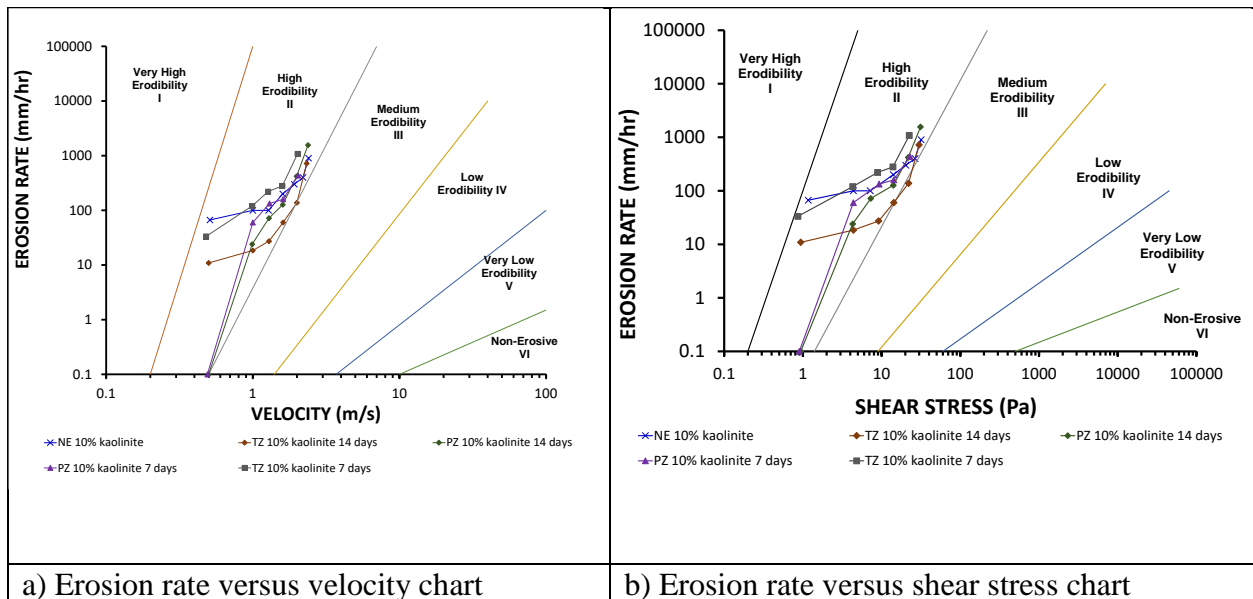 100000
10000
1000
100
10
1
0.1
EROSION RATE (mm/hr)
Very High
Erodibility
I
High
Erodibility
II
Medium
Erodibility
III
Low
Erodibility IV
Very Low
Erodibility
V
Non-Erosive
VI
0.1
1
10
100
VELOCITY (m/s)
NE 10% kaolinite
TZ 10% kaolinite 14 days
PZ 10% kaolinite 14 days
PZ 10% kaolinite 7 days
TZ 10% kaolinite 7 days
a) Erosion rate versus velocity chart
100000
10000
1000
100
10
1
0.1
EROSION RATE (mm/hr)
Very High
Erodibility
I
High
Erodibility
II
Medium
Erodibility
III
Low
Erodibility
IV
Very Low
Erodibility
V
Non-Erosive
VI
0.1
1
10
100
1000
10000
100000
SHEAR STRESS (Pa)
NE 10% kaolinite
TZ 10% kaolinite 14 days
PZ 10% kaolinite 14 days
PZ 10% kaolinite 7 days
TZ 10% kaolinite 7 days
b) Erosion rate versus shear stress chart